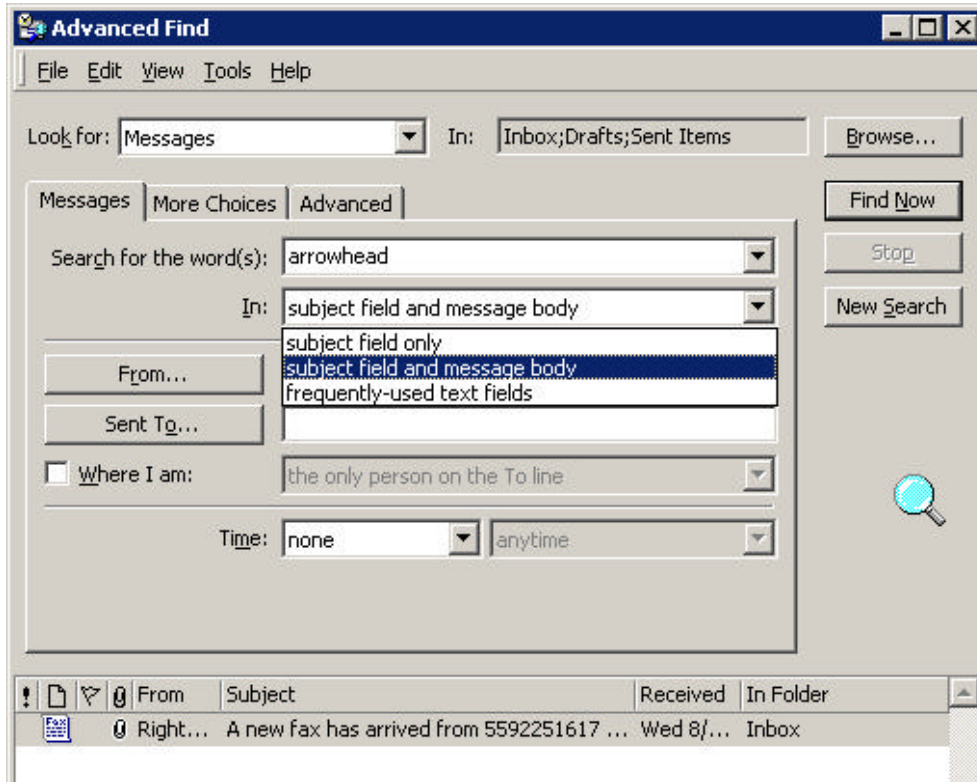 Advanced Find
File Edit View Tools Help
Look for: Messages In: Inbox;Drafts;Sent Items Browse...
Messages More Choices Advanced Find Now
Search for the word(s): arrowhead Stop
In: subject field and message body New Search
subject field only
subject field and message body
frequently-used text fields
From...
Sent To...
Where I am: the only person on the To line
Time: none anytime
! From Subject Received In Folder
Fax Right... A new fax has arrived from 5592251617 ... Wed 8/... Inbox